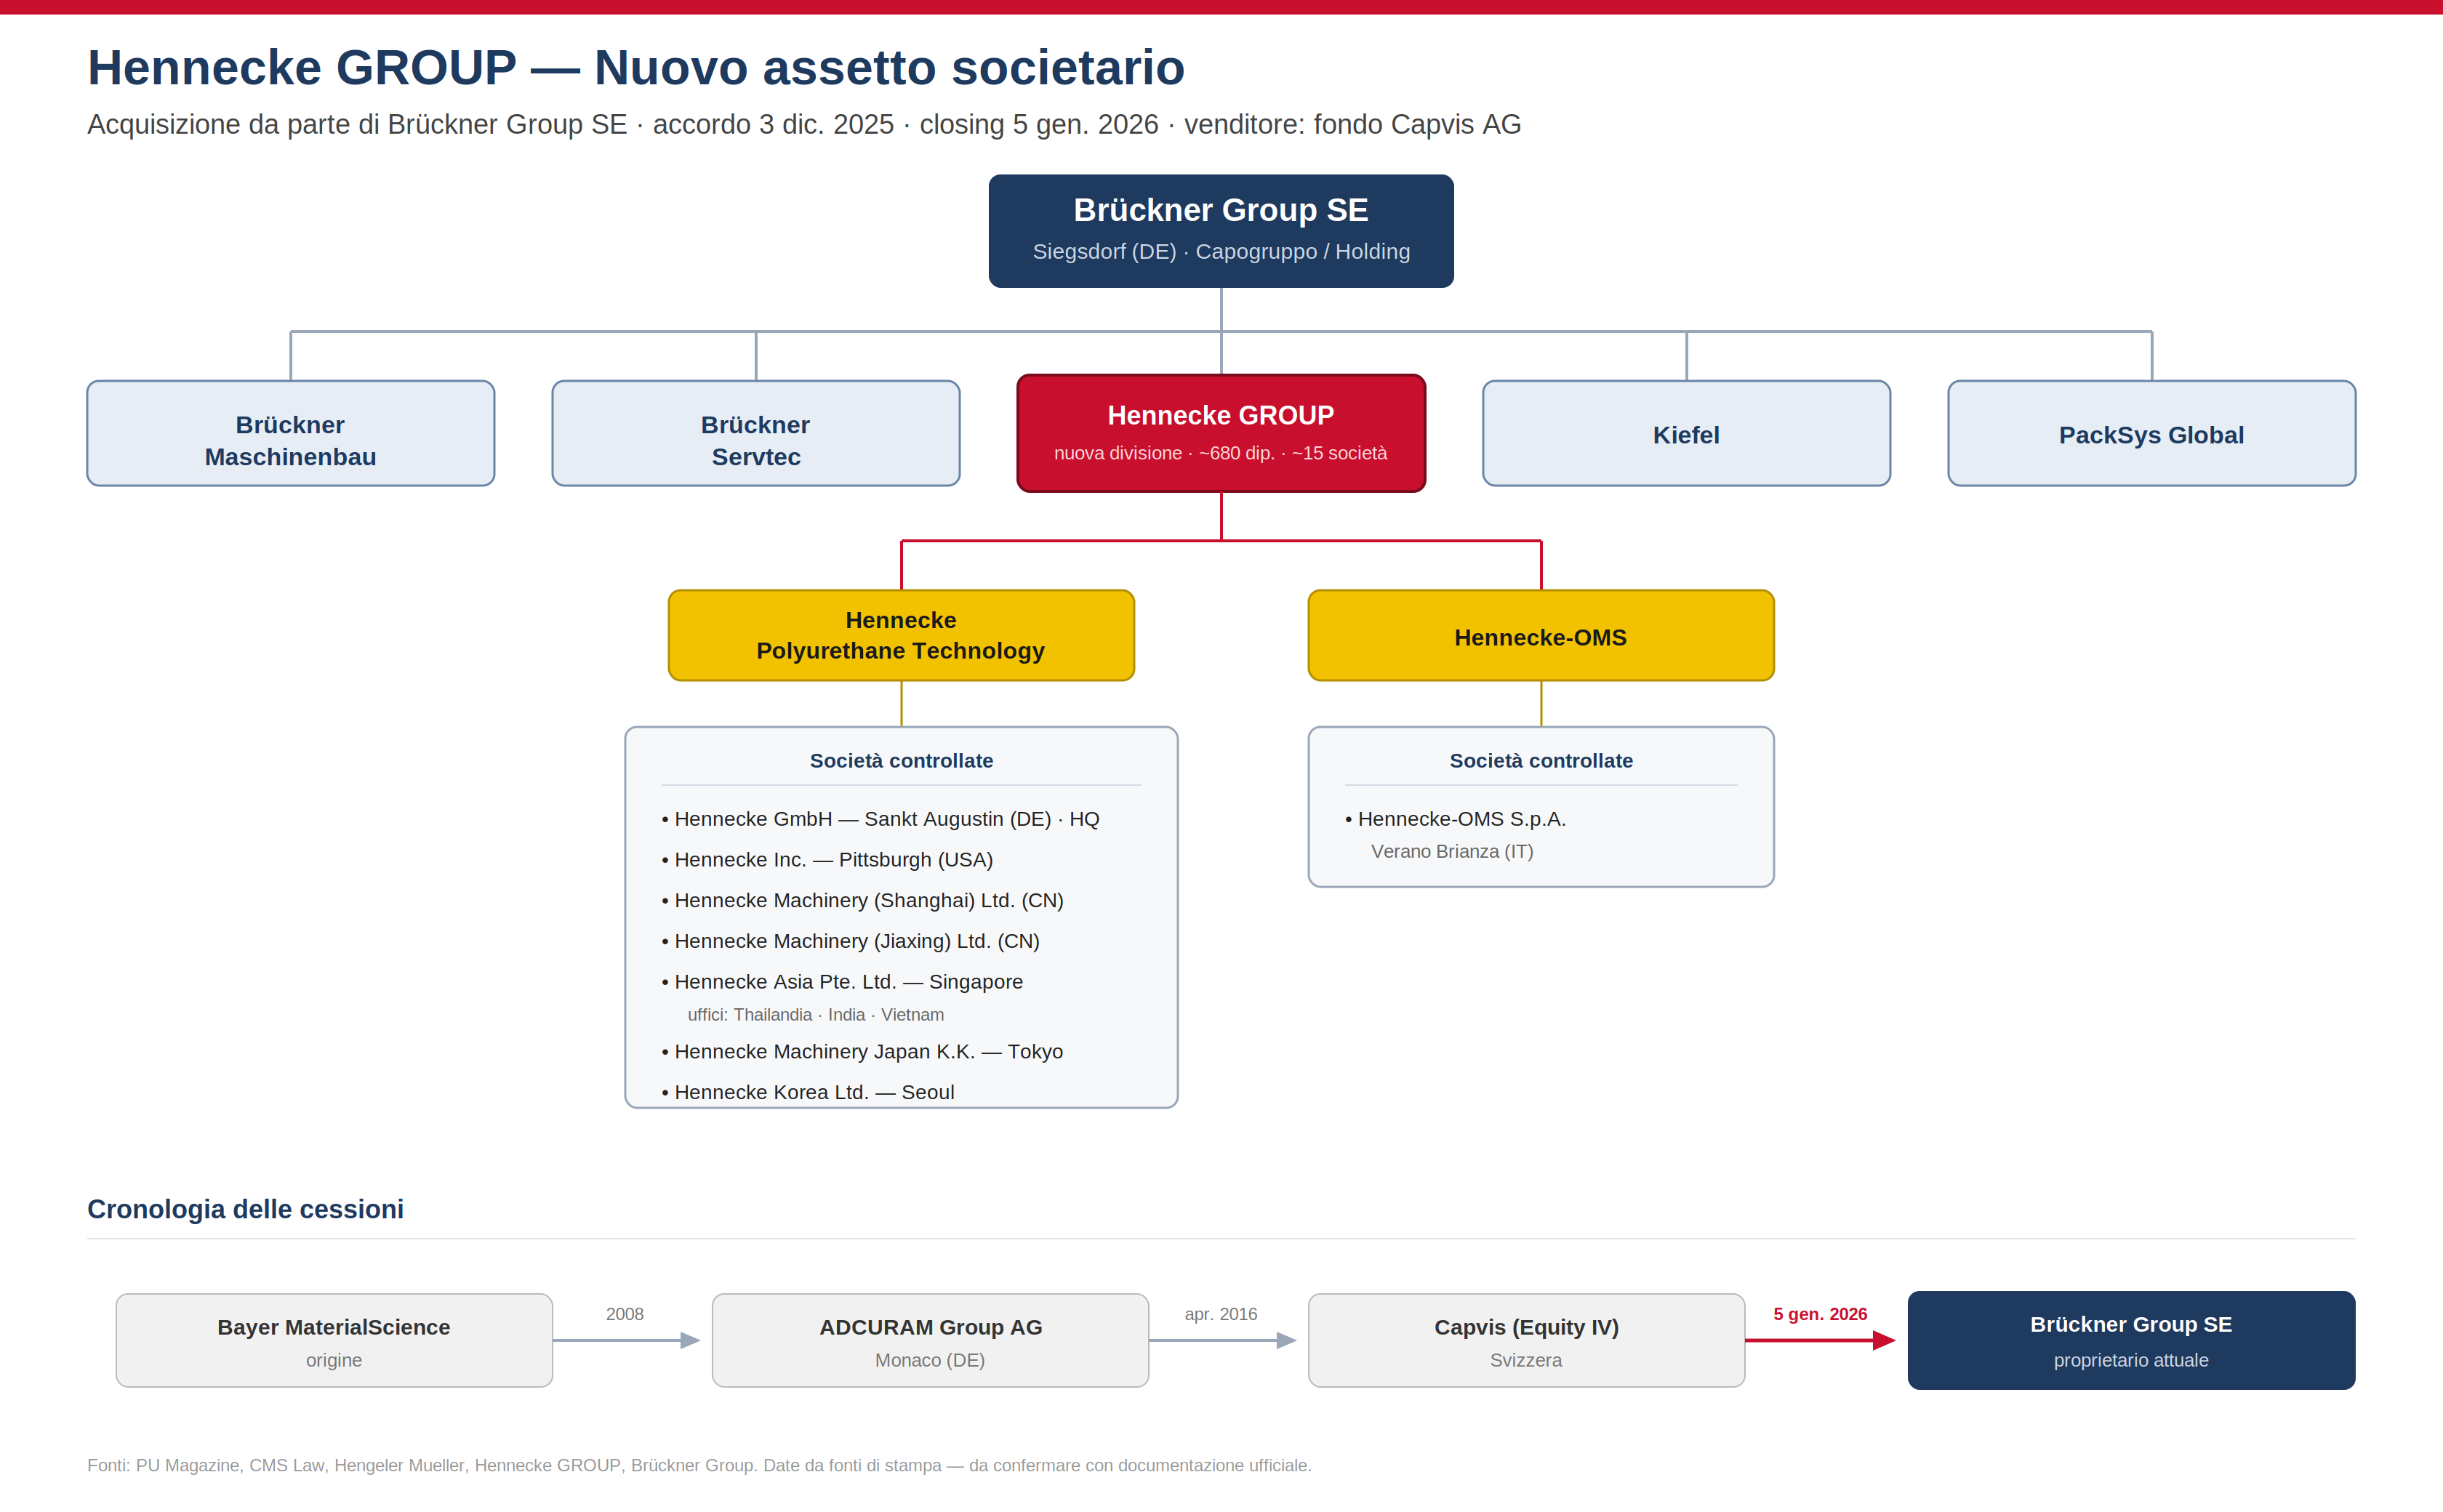 Hennecke GROUP — Nuovo assetto societario
Acquisizione da parte di Brückner Group SE · accordo 3 dic. 2025 · closing 5 gen. 2026 · venditore: fondo Capvis AG
Brückner Group SE
Siegsdorf (DE) · Capogruppo / Holding
Brückner
Maschinenbau
Brückner
Servtec
Hennecke GROUP
nuova divisione · ~680 dip. · ~15 società
Kiefel
PackSys Global
Hennecke
Polyurethane Technology
Hennecke-OMS
Società controllate
• Hennecke GmbH — Sankt Augustin (DE) · HQ
• Hennecke Inc. — Pittsburgh (USA)
• Hennecke Machinery (Shanghai) Ltd. (CN)
• Hennecke Machinery (Jiaxing) Ltd. (CN)
• Hennecke Asia Pte. Ltd. — Singapore
uffici: Thailandia · India · Vietnam
• Hennecke Machinery Japan K.K. — Tokyo
• Hennecke Korea Ltd. — Seoul
Società controllate
• Hennecke-OMS S.p.A.
Verano Brianza (IT)
Cronologia delle cessioni
Bayer MaterialScience
origine
2008
ADCURAM Group AG
Monaco (DE)
apr. 2016
Capvis (Equity IV)
Svizzera
5 gen. 2026
Brückner Group SE
proprietario attuale
Fonti: PU Magazine, CMS Law, Hengeler Mueller, Hennecke GROUP, Brückner Group. Date da fonti di stampa — da confermare con documentazione ufficiale.